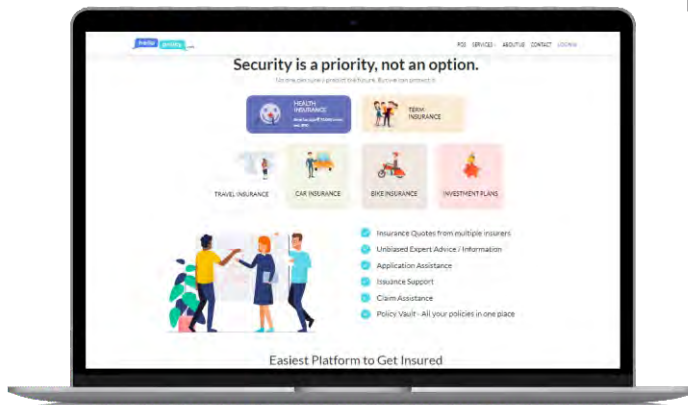 POS SERVICES ABOUT US CONTACT
Security is a priority, not an option.
HEALTH
INSURANCE
TERM
INSURANCE
TRAVEL INSURANCE
CAR INSURANCE
BIKE INSURANCE
INVESTMENT PLANS
Insurance Quotes from multiple insurers
Unbiased Expert Advice / Information
Application Assistance
Issuance Support
Claim Assistance
Policy Vault - All your policies in one place
Easiest Platform to Get Insured